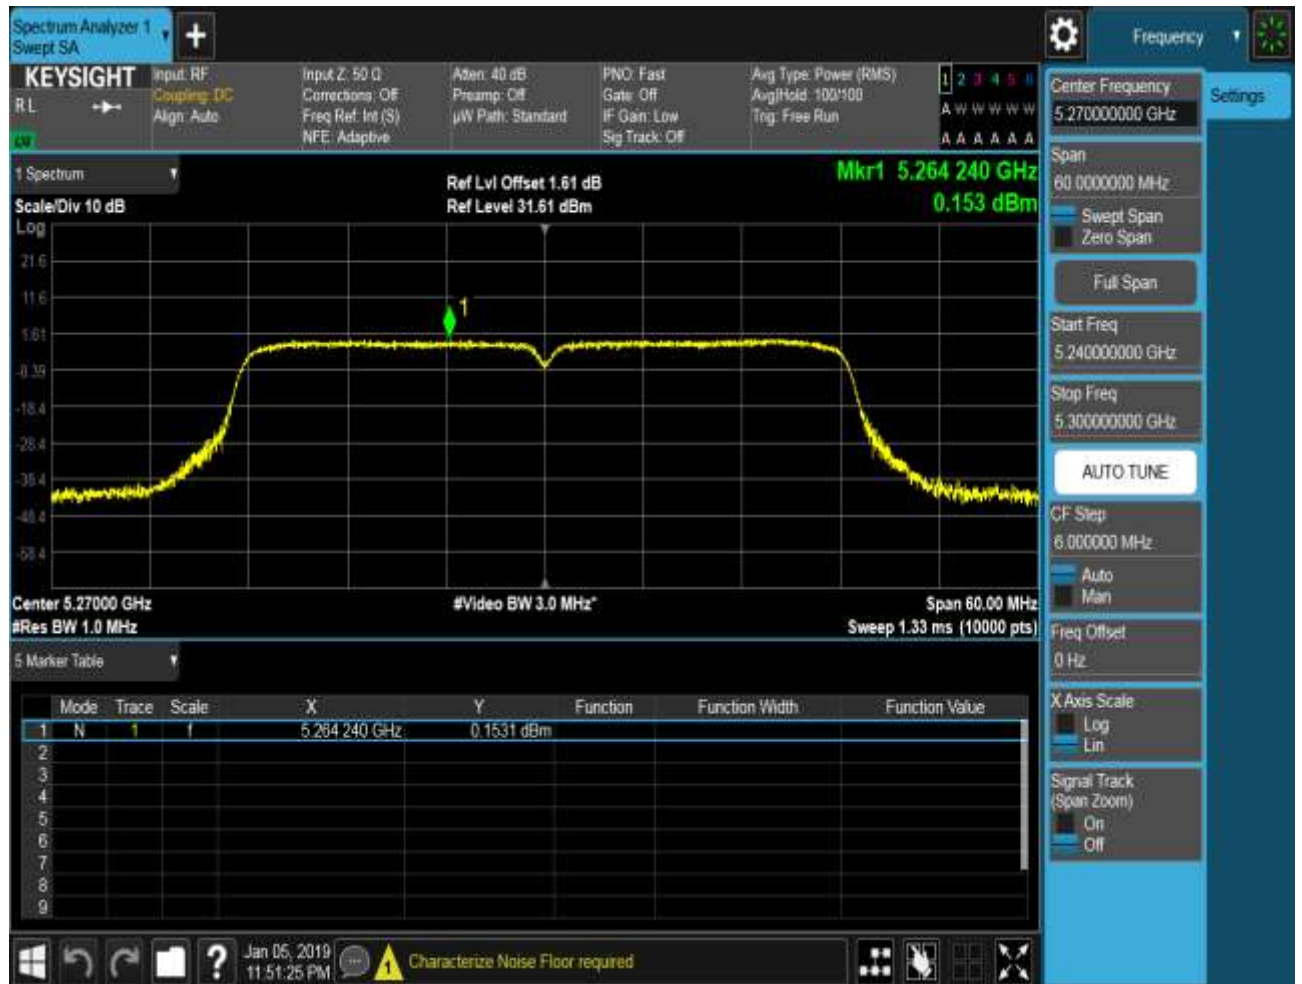 Spectrum Analyzer 1
Swept SA
+
Frequency
KEYSIGHT
RL
Input: RF
Coupling: DC
Align: Auto
Input Z: 50 Ω
Corrections: Off
Freq Ref: Int (S)
NFE: Adaptive
Atten: 40 dB
Preamp: Off
µW Path: Standard
PNO: Fast
Gate: Off
IF Gain: Low
Sig Track: Off
Avg Type: Power (RMS)
Avg|Hold: 100/100
Trig: Free Run
1 2 3 4 5 6
A W W W W W
A A A A A A
1 Spectrum
Scale/Div 10 dB
Ref Lvl Offset 1.61 dB
Ref Level 31.61 dBm
Mkr1 5.264 240 GHz
0.153 dBm
Log
21.6
11.6
1.61
-8.39
-18.4
-28.4
-38.4
-48.4
-58.4
1
Center 5.27000 GHz
#Video BW 3.0 MHz*
Span 60.00 MHz
#Res BW 1.0 MHz
Sweep 1.33 ms (10000 pts)
5 Marker Table
Mode Trace Scale X Y Function Function Width Function Value
1 N 1 f 5.264 240 GHz 0.1531 dBm
2
3
4
5
6
7
8
9
Jan 05, 2019
11:51:25 PM
Characterize Noise Floor required
Center Frequency
5.270000000 GHz
Settings
Span
60.0000000 MHz
Swept Span
Zero Span
Full Span
Start Freq
5.240000000 GHz
Stop Freq
5.300000000 GHz
AUTO TUNE
CF Step
6.000000 MHz
Auto
Man
Freq Offset
0 Hz
X Axis Scale
Log
Lin
Signal Track
(Span Zoom)
On
Off